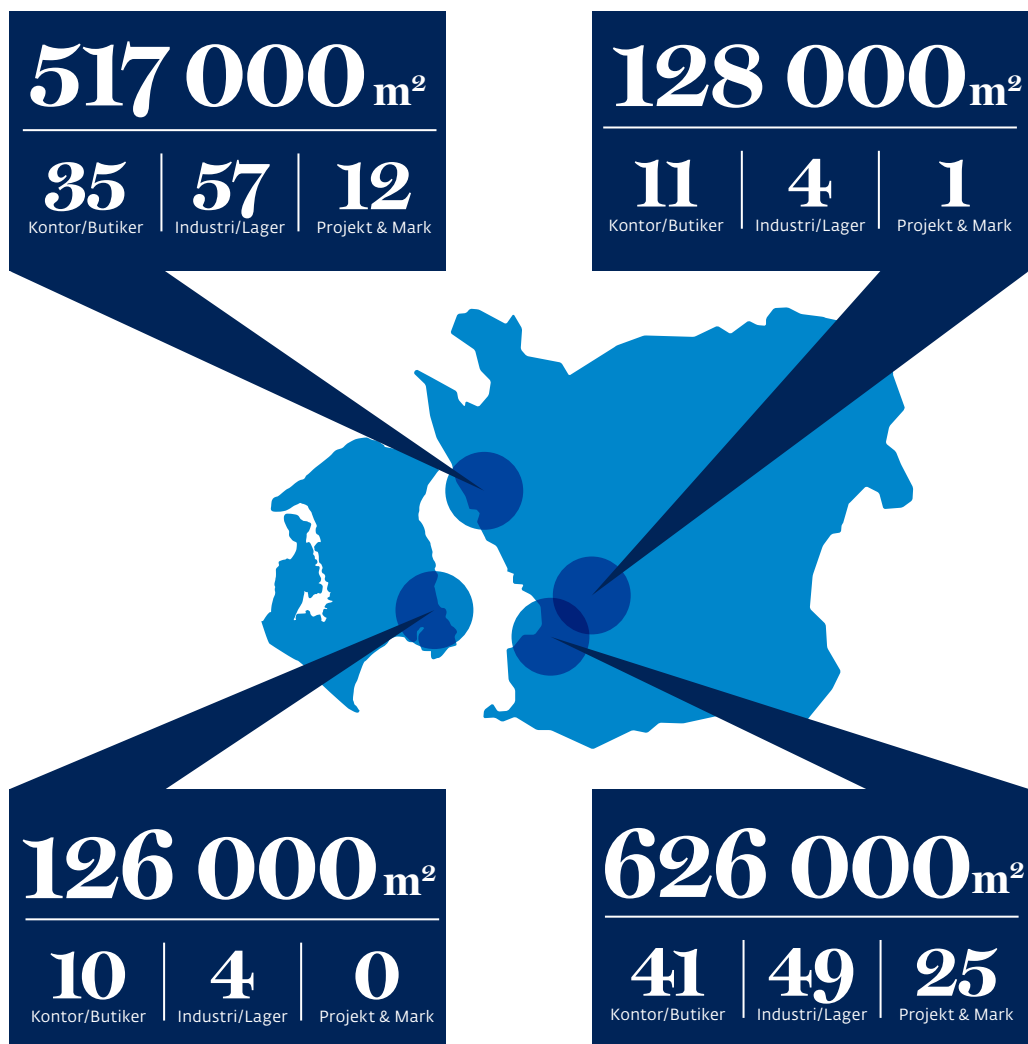 517 000 m²
35 57 12
Kontor/Butiker Industri/Lager Projekt & Mark
128 000 m²
11 4 1
Kontor/Butiker Industri/Lager Projekt & Mark
126 000 m²
10 4 0
Kontor/Butiker Industri/Lager Projekt & Mark
626 000 m²
41 49 25
Kontor/Butiker Industri/Lager Projekt & Mark